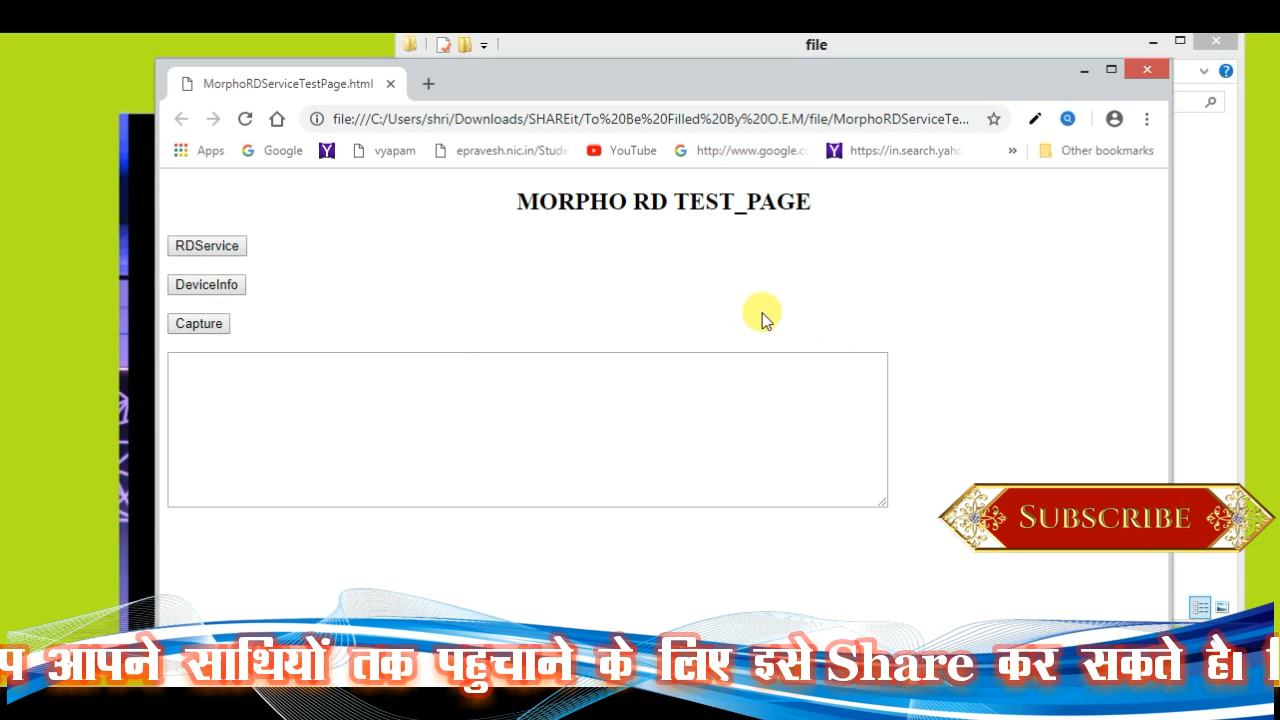 file
MorphoRDServiceTestPage.html
file:///C:/Users/shri/Downloads/SHAREit/To%20Be%20Filled%20By%20O.E.M/file/MorphoRDServiceTe...
Apps Google vyapam epravesh.nic.in/Stude YouTube http://www.google.co https://in.search.yaho » Other bookmarks
MORPHO RD TEST_PAGE
RDService
DeviceInfo
Capture
SUBSCRIBE
प आपने साथियों तक पहुचाने के लिए इसे Share कर सकते है।